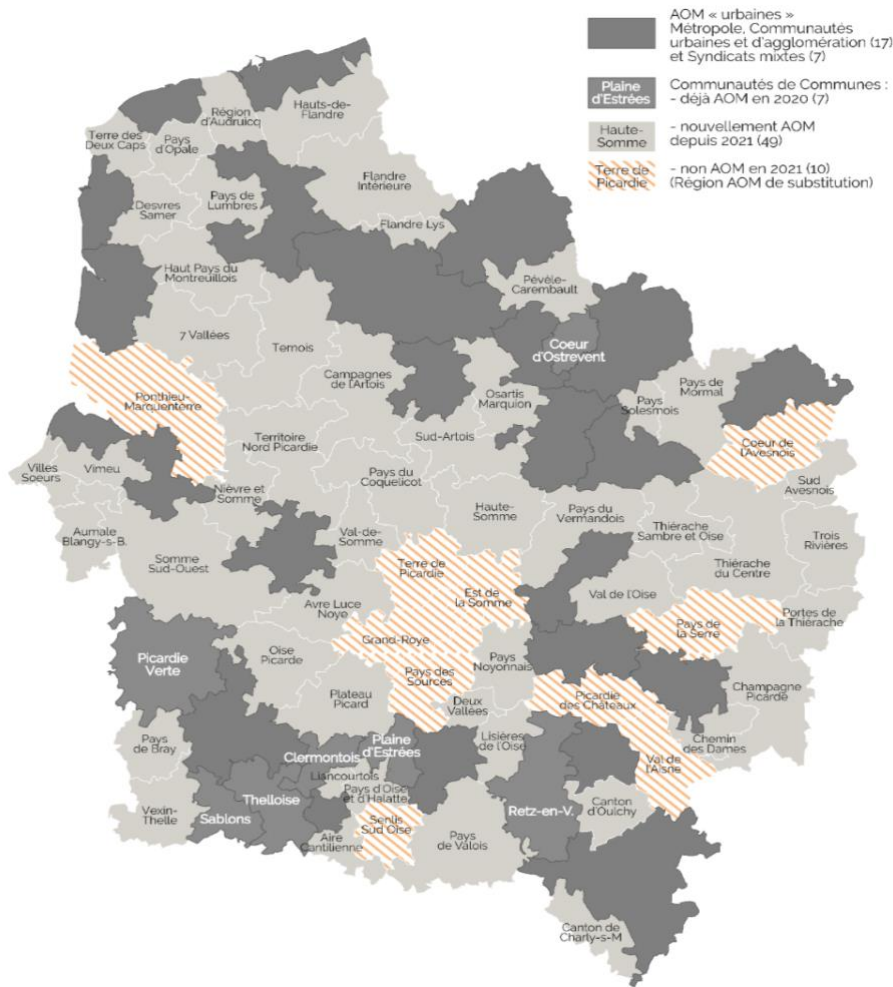 AOM « urbaines »
Métropole, Communautés
urbaines et d'agglomération (17)
et Syndicats mixtes (7)
Plaine
d'Estrées
Communautés de Communes :
- déjà AOM en 2020 (7)
Haute-
Somme
- nouvellement AOM
depuis 2021 (49)
Terre de
Picardie
- non AOM en 2021 (10)
(Région AOM de substitution)
Hauts-de-
Flandre
Région
d'Audruicq
Terre des
Deux Caps
Pays
d'Opale
Flandre
Intérieure
Pays de
Lumbres
Desvres
Samer
Flandre Lys
Haut Pays du
Montreuillois
Pévèle-
Carembault
7 Vallées
Ternois
Coeur
d'Ostrevent
Campagnes
de l'Artois
Ponthieu-
Marquenterre
Osartis
Marquion
Pays
Solesmois
Pays de
Mormal
Sud-Artois
Territoire
Nord Picardie
Coeur de
l'Avesnois
Villes
Soeurs
Vimeu
Pays du
Coquelicot
Sud
Avesnois
Nièvre et
Somme
Haute-
Somme
Pays du
Vermandois
Aumale
Blangy-s-B.
Val-de-
Somme
Thiérache
Sambre et Oise
Trois
Rivières
Somme
Sud-Ouest
Terre de
Picardie
Thiérache
du Centre
Est de
la Somme
Val de l'Oise
Avre Luce
Noye
Portes de
la Thiérache
Grand-Roye
Pays de
la Serre
Picardie
Verte
Oise
Picarde
Pays des
Sources
Pays
Noyonnais
Plateau
Picard
Deux
Vallées
Picardie
des Châteaux
Champagne
Picarde
Pays
de Bray
Plaine
d'Estrées
Lisières
de l'Oise
Chemin
des Dames
Clermontois
Val de
l'Aisne
Liancourtois
Pays d'Oise
et d'Halatte
Thelloise
Vexin-
Thelle
Sablons
Retz-en-V.
Canton
d'Oulchy
Senlis
Sud Oise
Aire
Cantilienne
Pays
de Valois
Canton de
Charly-s-M